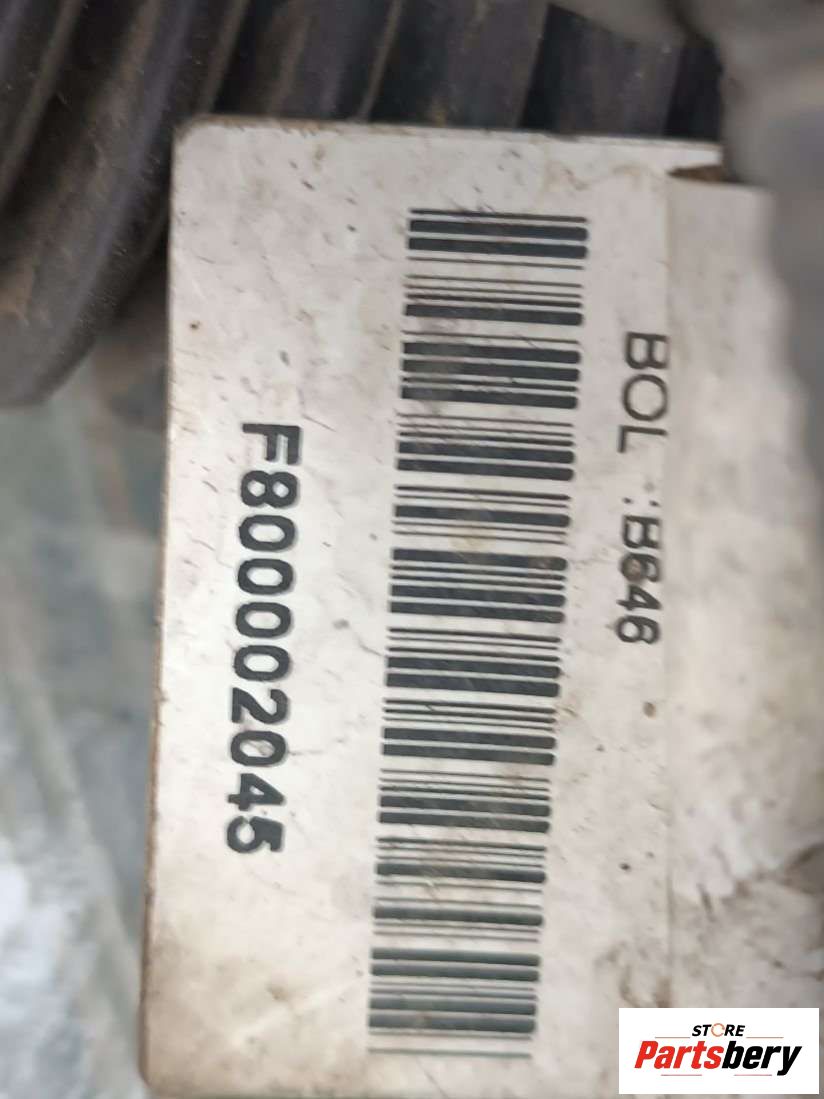 BOL :B646
F800002045
STORE
Partsbery